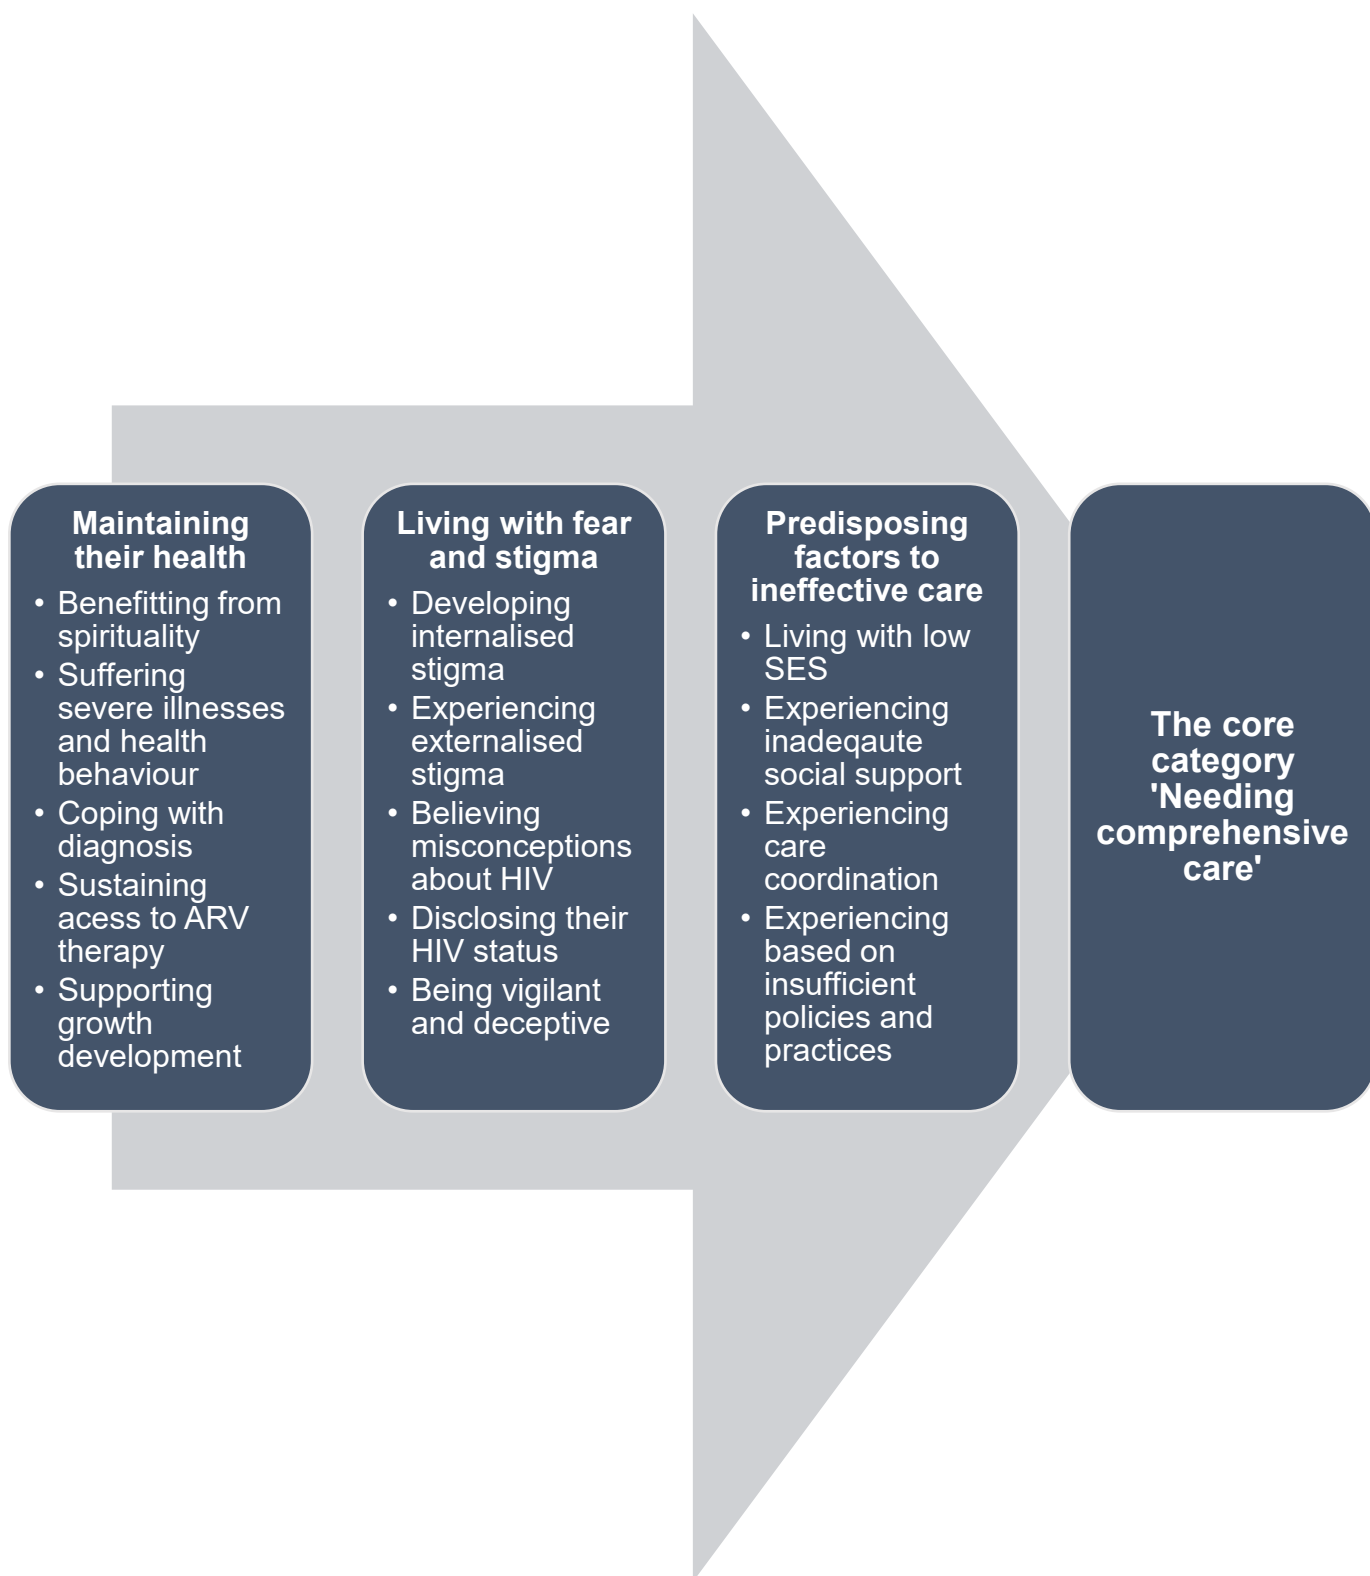 Maintaining
their health
• Benefitting from
spirituality
• Suffering
severe illnesses
and health
behaviour
• Coping with
diagnosis
• Sustaining
acess to ARV
therapy
• Supporting
growth
development
Living with fear
and stigma
• Developing
internalised
stigma
• Experiencing
externalised
stigma
• Believing
misconceptions
about HIV
• Disclosing their
HIV status
• Being vigilant
and deceptive
Predisposing
factors to
ineffective care
• Living with low
SES
• Experiencing
inadeqaute
social support
• Experiencing
care
coordination
• Experiencing
based on
insufficient
policies and
practices
The core
category
'Needing
comprehensive
care'